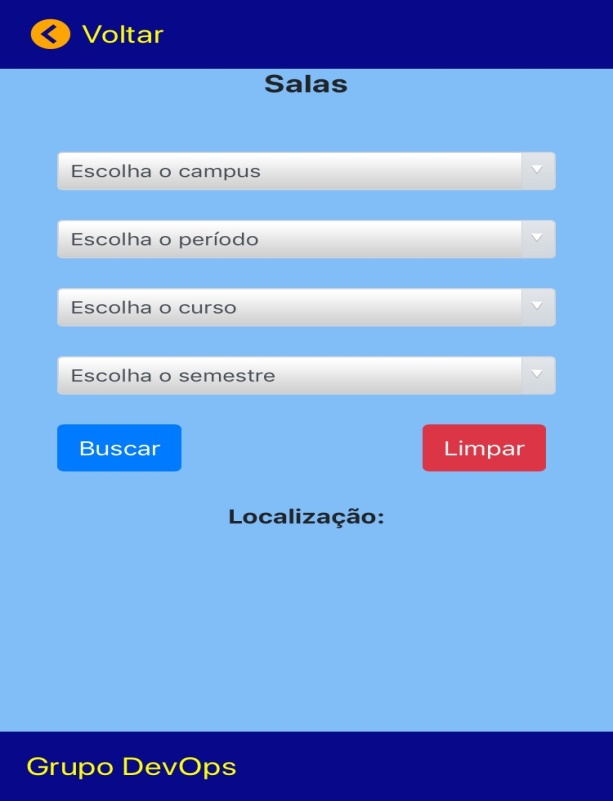 Voltar
Salas
Escolha o campus
Escolha o período
Escolha o curso
Escolha o semestre
Buscar
Limpar
Localização:
Grupo DevOps